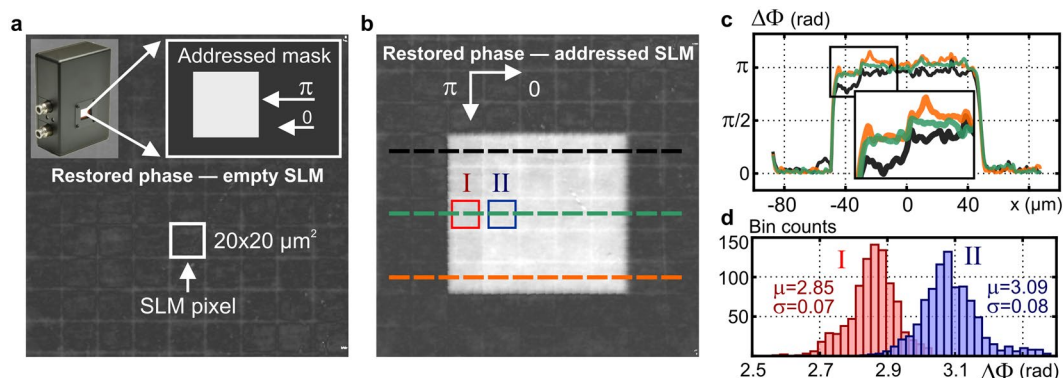 a
Addressed mask
π
0
Restored phase — empty SLM
20x20 μm²
SLM pixel
b
Restored phase — addressed SLM
π
0
I
II
c
ΔΦ (rad)
π
π/2
0
-80
-40
0
40
x (μm)
d
Bin counts
150
100
50
I
μ=2.85
σ=0.07
II
μ=3.09
σ=0.08
2.5
2.7
2.9
3.1
ΔΦ (rad)